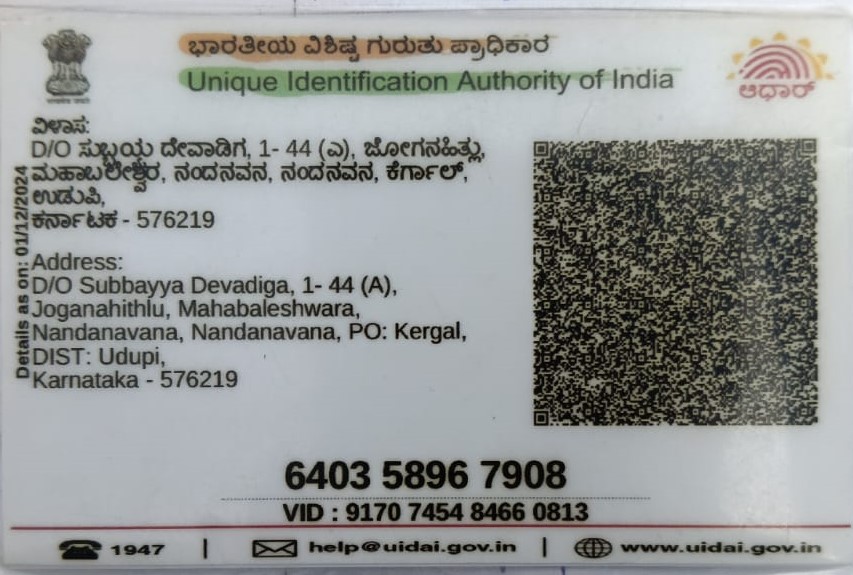 ಭಾರತೀಯ ವಿಶಿಷ್ಟ ಗುರುತು ಪ್ರಾಧಿಕಾರ
Unique Identification Authority of India
ಆಧಾರ್
ವಿಳಾಸ:
D/O ಸುಬ್ಬಯ್ಯ ದೇವಾಡಿಗ, 1- 44 (ಎ), ಜೋಗನಹಿತ್ಲು,
ಮಹಾಬಲೇಶ್ವರ, ನಂದನವನ, ನಂದನವನ, ಕೆರ್ಗಾಲ್,
ಉಡುಪಿ,
ಕರ್ನಾಟಕ - 576219
Details as on: 01/12/2024
Address:
D/O Subbayya Devadiga, 1- 44 (A),
Joganahithlu, Mahabaleshwara,
Nandanavana, Nandanavana, PO: Kergal,
DIST: Udupi,
Karnataka - 576219
6403 5896 7908
VID : 9170 7454 8466 0813
1947 | help@uidai.gov.in | www.uidai.gov.in